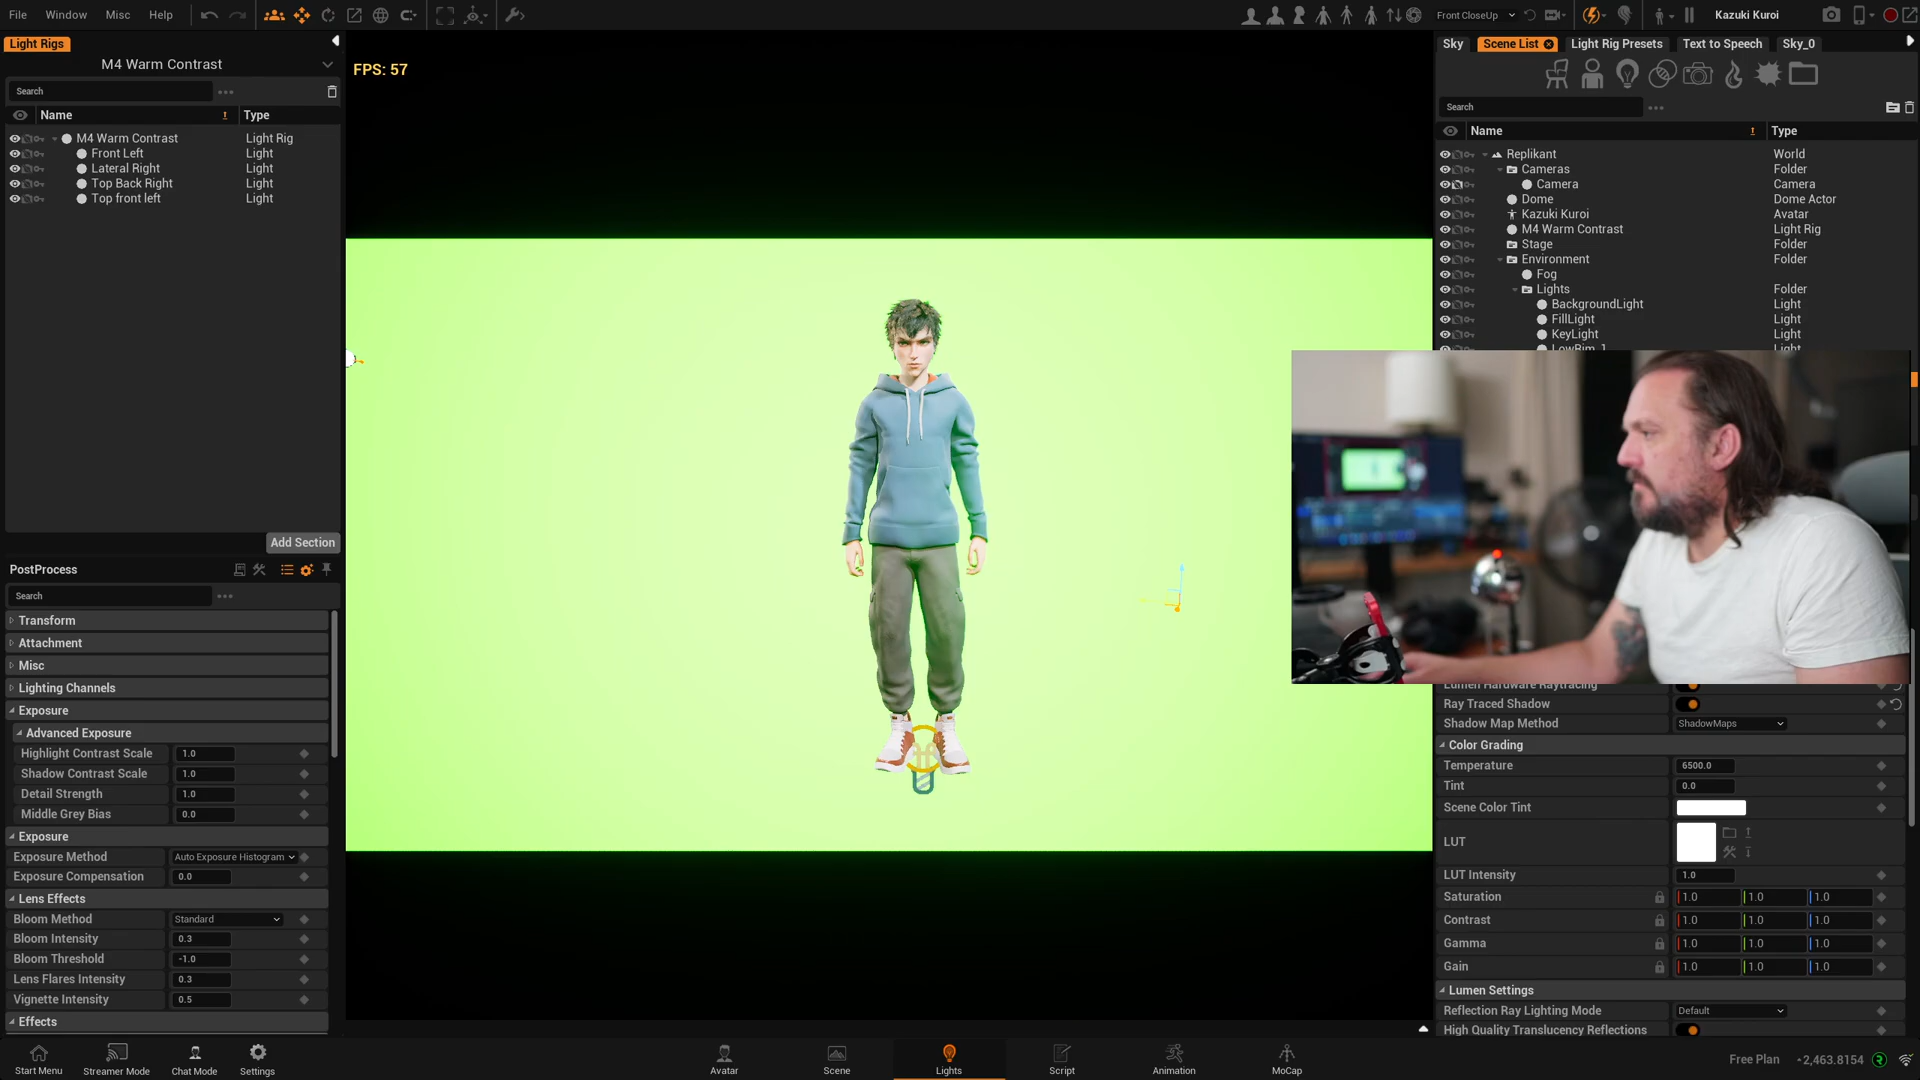 File Window Misc Help
Front CloseUp
Kazuki Kuroi
Light Rigs
M4 Warm Contrast
Search
Name Type
M4 Warm Contrast Light Rig
Front Left Light
Lateral Right Light
Top Back Right Light
Top front left Light
Add Section
PostProcess
Search
Transform
Attachment
Misc
Lighting Channels
Exposure
Advanced Exposure
Highlight Contrast Scale 1.0
Shadow Contrast Scale 1.0
Detail Strength 1.0
Middle Grey Bias 0.0
Exposure
Exposure Method Auto Exposure Histogram
Exposure Compensation 0.0
Lens Effects
Bloom Method Standard
Bloom Intensity 0.3
Bloom Threshold -1.0
Lens Flares Intensity 0.3
Vignette Intensity 0.5
Effects
FPS: 57
Sky Scene List Light Rig Presets Text to Speech Sky_0
Search
Name Type
Replikant World
Cameras Folder
Camera Camera
Dome Dome Actor
Kazuki Kuroi Avatar
M4 Warm Contrast Light Rig
Stage Folder
Environment Folder
Fog
Lights Folder
BackgroundLight Light
FillLight Light
KeyLight Light
LowRim_1 Light
Lumen Hardware Raytracing
Ray Traced Shadow
Shadow Map Method ShadowMaps
Color Grading
Temperature 6500.0
Tint 0.0
Scene Color Tint
LUT
LUT Intensity 1.0
Saturation 1.0 1.0 1.0
Contrast 1.0 1.0 1.0
Gamma 1.0 1.0 1.0
Gain 1.0 1.0 1.0
Lumen Settings
Reflection Ray Lighting Mode Default
High Quality Translucency Reflections
Start Menu Streamer Mode Chat Mode Settings
Avatar Scene Lights Script Animation MoCap
Free Plan 2,463.8154